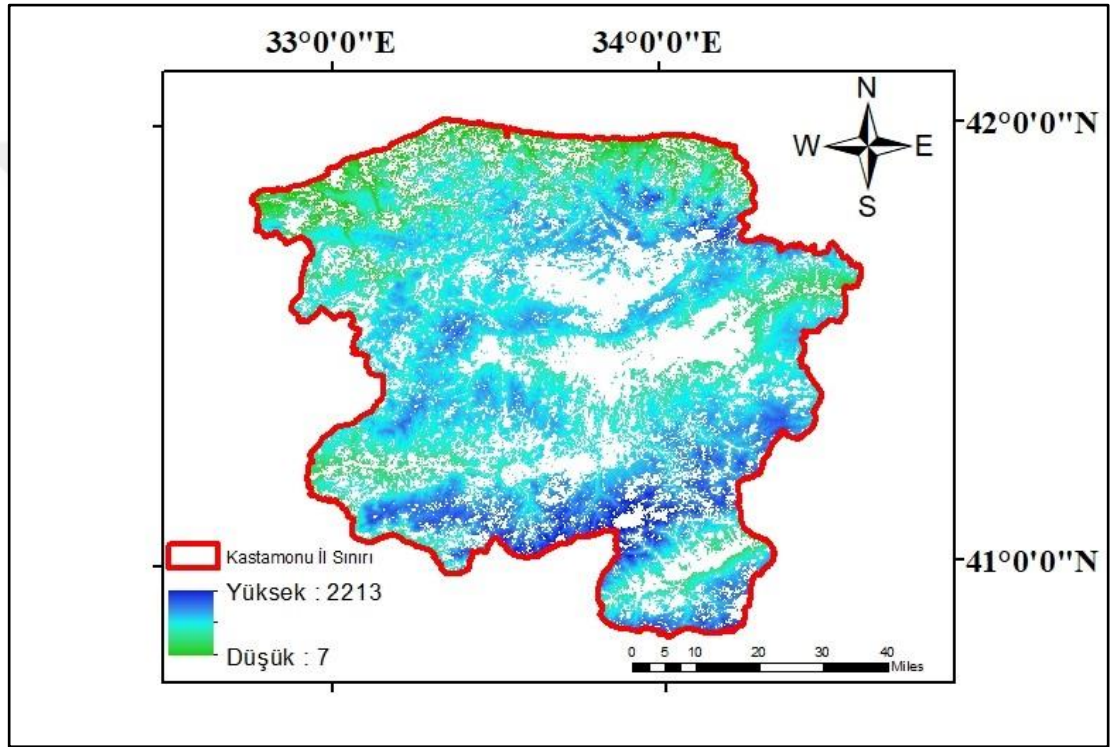 33°0'0"E 34°0'0"E
42°0'0"N
N
W E
S
41°0'0"N
Kastamonu İl Sınırı
Yüksek : 2213
Düşük : 7
0 5 10 20 30 40
Miles